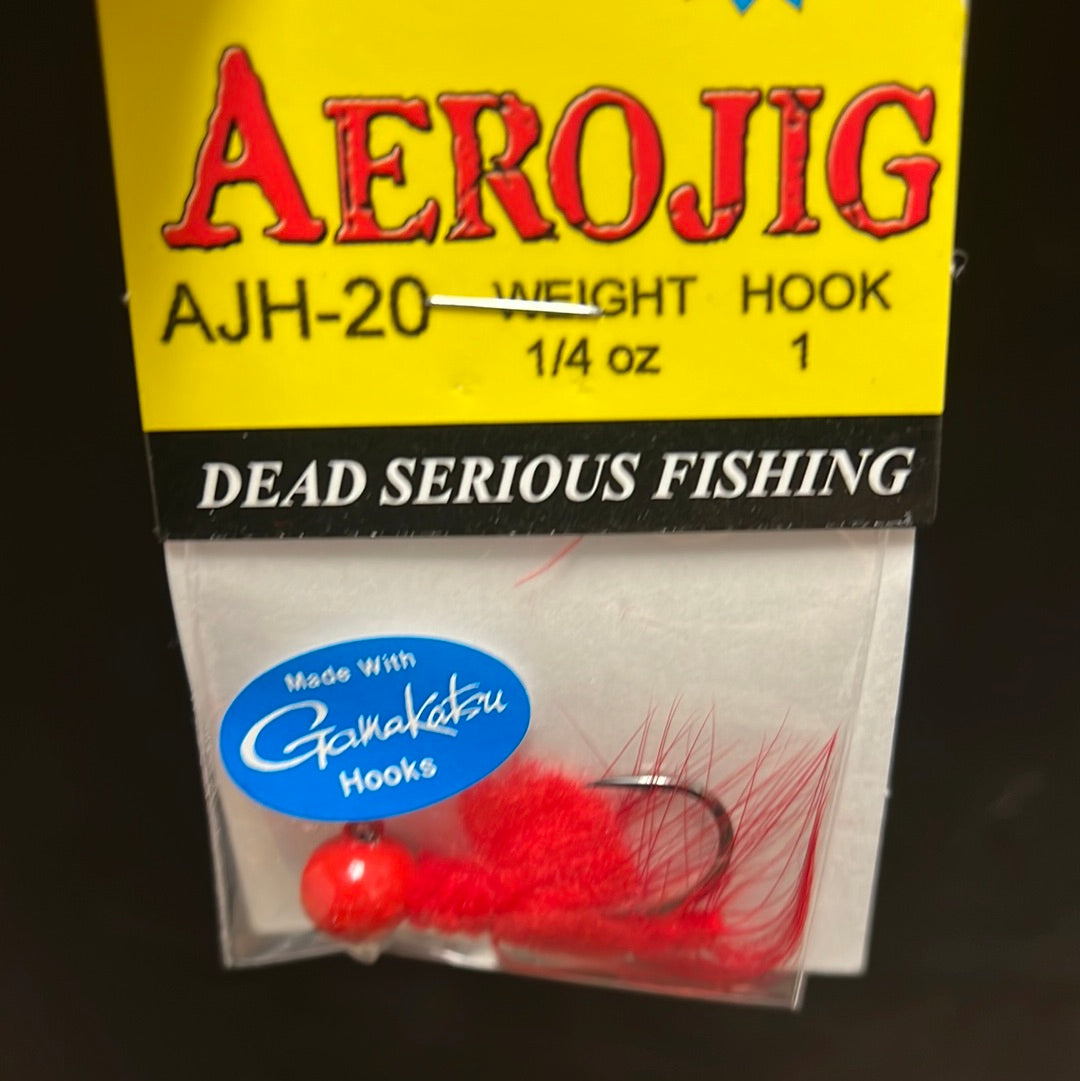 AEROJIG
AJH-20 WEIGHT HOOK
1/4 oz 1
DEAD SERIOUS FISHING
Made With
Gamakatsu
Hooks